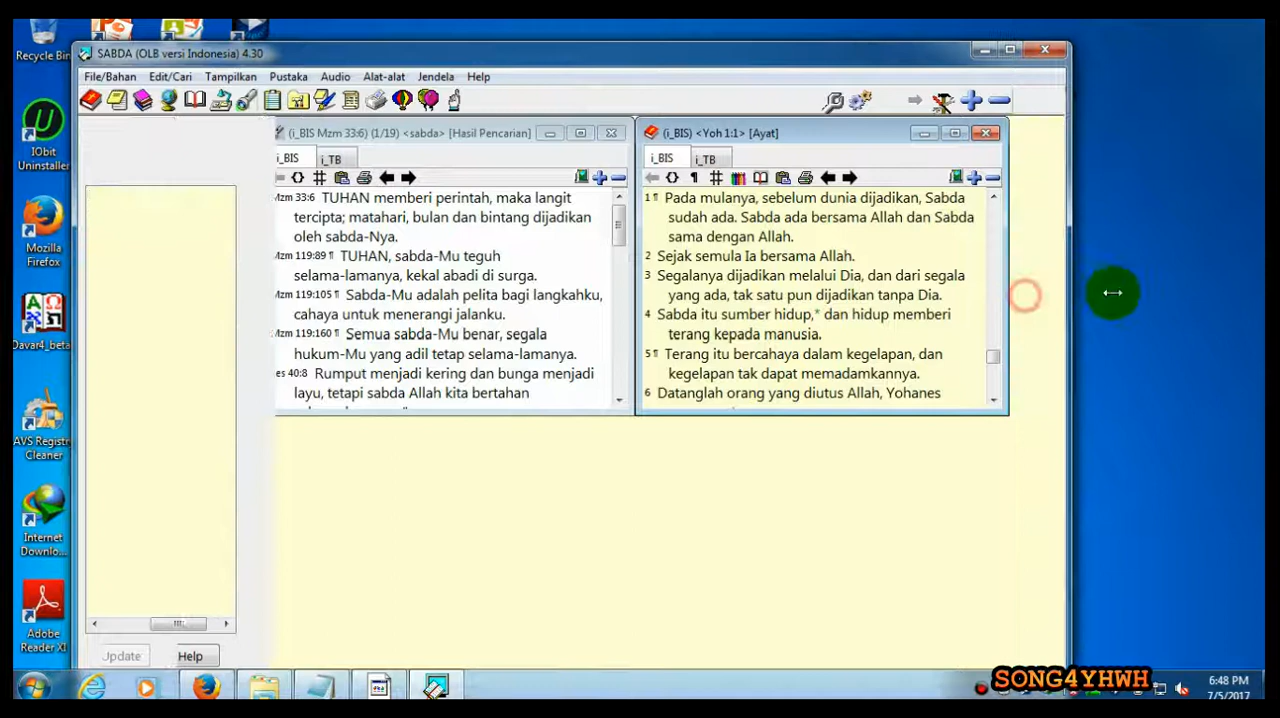 Recycle Bin
IObit
Uninstaller
Mozilla
Firefox
Davar4_beta
AVS Registr
Cleaner
Internet
Downlo...
Adobe
Reader XI
SABDA (OLB versi Indonesia) 4.30
File/Bahan Edit/Cari Tampilkan Pustaka Audio Alat-alat Jendela Help
(i_BIS Mzm 33:6) (1/19) <sabda> [Hasil Pencarian]
i_BIS i_TB
Mzm 33:6 TUHAN memberi perintah, maka langit
tercipta; matahari, bulan dan bintang dijadikan
oleh sabda-Nya.
Mzm 119:89 ¶ TUHAN, sabda-Mu teguh
selama-lamanya, kekal abadi di surga.
Mzm 119:105 ¶ Sabda-Mu adalah pelita bagi langkahku,
cahaya untuk menerangi jalanku.
Mzm 119:160 ¶ Semua sabda-Mu benar, segala
hukum-Mu yang adil tetap selama-lamanya.
es 40:8 Rumput menjadi kering dan bunga menjadi
layu, tetapi sabda Allah kita bertahan
(i_BIS) <Yoh 1:1> [Ayat]
i_BIS i_TB
1 ¶ Pada mulanya, sebelum dunia dijadikan, Sabda
sudah ada. Sabda ada bersama Allah dan Sabda
sama dengan Allah.
2 Sejak semula Ia bersama Allah.
3 Segalanya dijadikan melalui Dia, dan dari segala
yang ada, tak satu pun dijadikan tanpa Dia.
4 Sabda itu sumber hidup,* dan hidup memberi
terang kepada manusia.
5 ¶ Terang itu bercahaya dalam kegelapan, dan
kegelapan tak dapat memadamkannya.
6 Datanglah orang yang diutus Allah, Yohanes
Update Help
SONG4YHWH
6:48 PM
7/5/2017